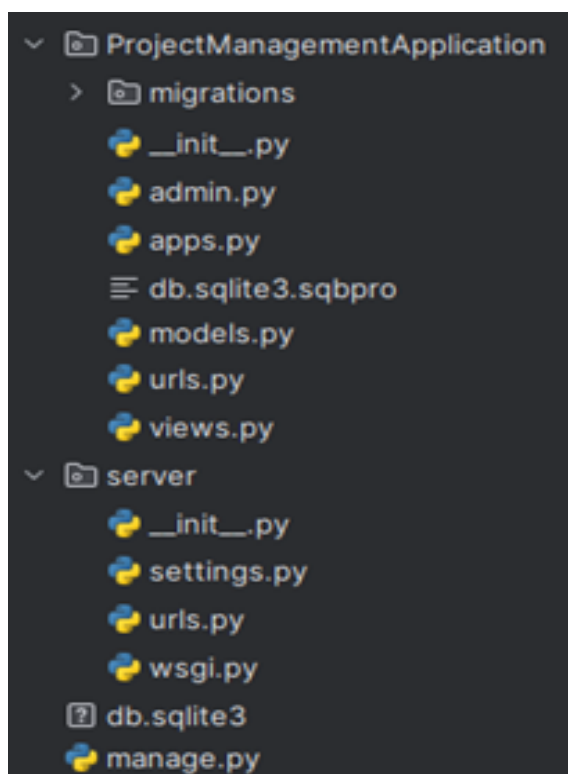 ProjectManagementApplication
migrations
__init__.py
admin.py
apps.py
db.sqlite3.sqbpro
models.py
urls.py
views.py
server
__init__.py
settings.py
urls.py
wsgi.py
db.sqlite3
manage.py